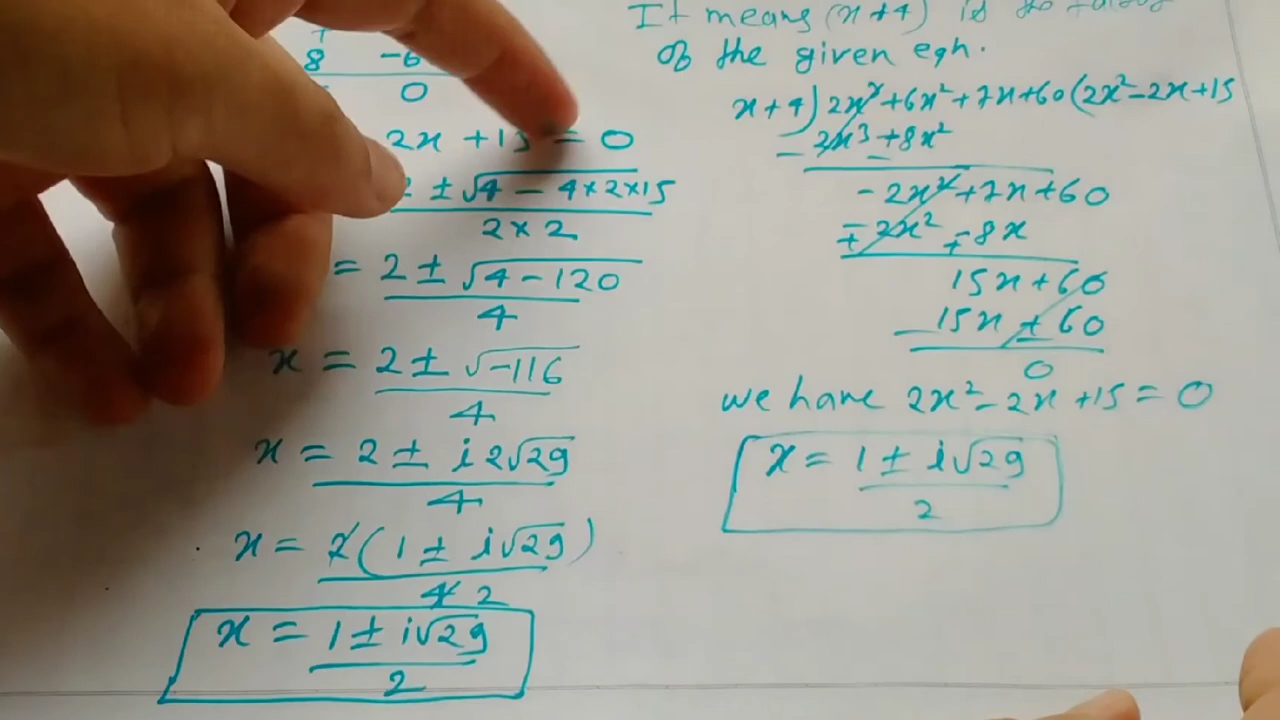 8 -6
0
2x + 15 = 0
2 ± √4 - 4×2×15
2×2
= 2 ± √4-120
4
x = 2 ± √-116
4
x = 2 ± i2√29
4
x = 2(1 ± i√29)
4 2
x = 1 ± i√29
2
It means (x+4) is
of the given eqn.
x+4)2x³+6x²+7x+60(2x²-2x+15
- 2x³ + 8x²
-
-2x²+7x+60
∓ 2x² ∓ 8x
15x+60
- 15x ± 60
0
we have 2x²-2x+15=0
x = 1 ± i√29
2